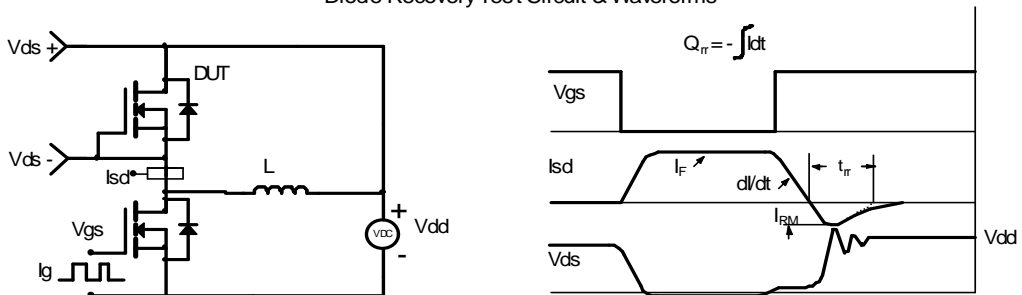 Diode Recovery Test Circuit & Waveforms
Vds +
DUT
Vds -
Isd
L
Vgs
Ig
+
VDC
-
Vdd
Qrr = - ∫Idt
Vgs
Isd
IF
dI/dt
trr
IRM
Vdd
Vds